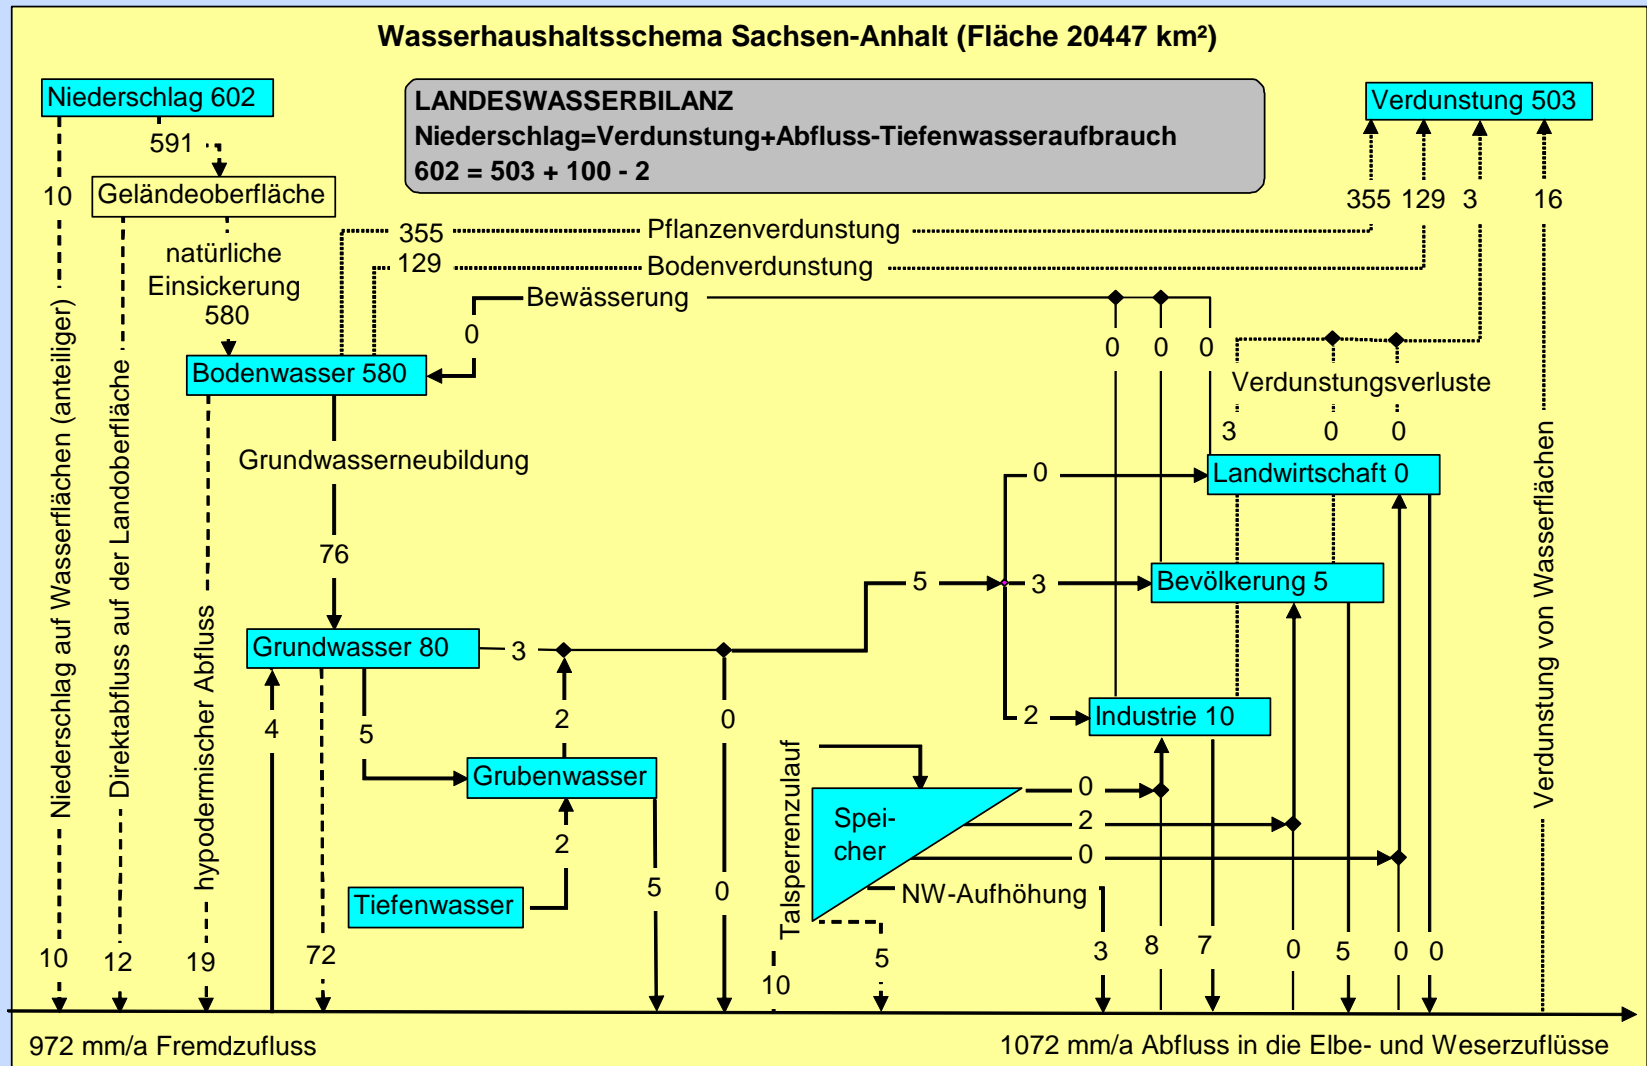 Wasserhaushaltsschema Sachsen-Anhalt (Fläche 20447 km²)
Niederschlag 602
LANDESWASSERBILANZ
Niederschlag=Verdunstung+Abfluss-Tiefenwasseraufbrauch
602 = 503 + 100 - 2
Verdunstung 503
591
10
Geländeoberfläche
355 129 3 16
natürliche
Einsickerung
580
355 Pflanzenverdunstung
129 Bodenverdunstung
Bewässerung
0
0 0 0
Bodenwasser 580
Verdunstungsverluste
3 0 0
Niederschlag auf Wasserflächen (anteiliger)
Direktabfluss auf der Landoberfläche
hypodermischer Abfluss
Grundwasserneubildung
76
0
Landwirtschaft 0
5
3
Bevölkerung 5
Grundwasser 80
3
2
Industrie 10
Verdunstung von Wasserflächen
4
5
2
0
Grubenwasser
Talsperrenzulauf
Spei-
cher
0
2
0
2
Tiefenwasser
5
0
NW-Aufhöhung
10
12
19
72
10
5
3
8
7
0
5
0
0
972 mm/a Fremdzufluss
1072 mm/a Abfluss in die Elbe- und Weserzuflüsse